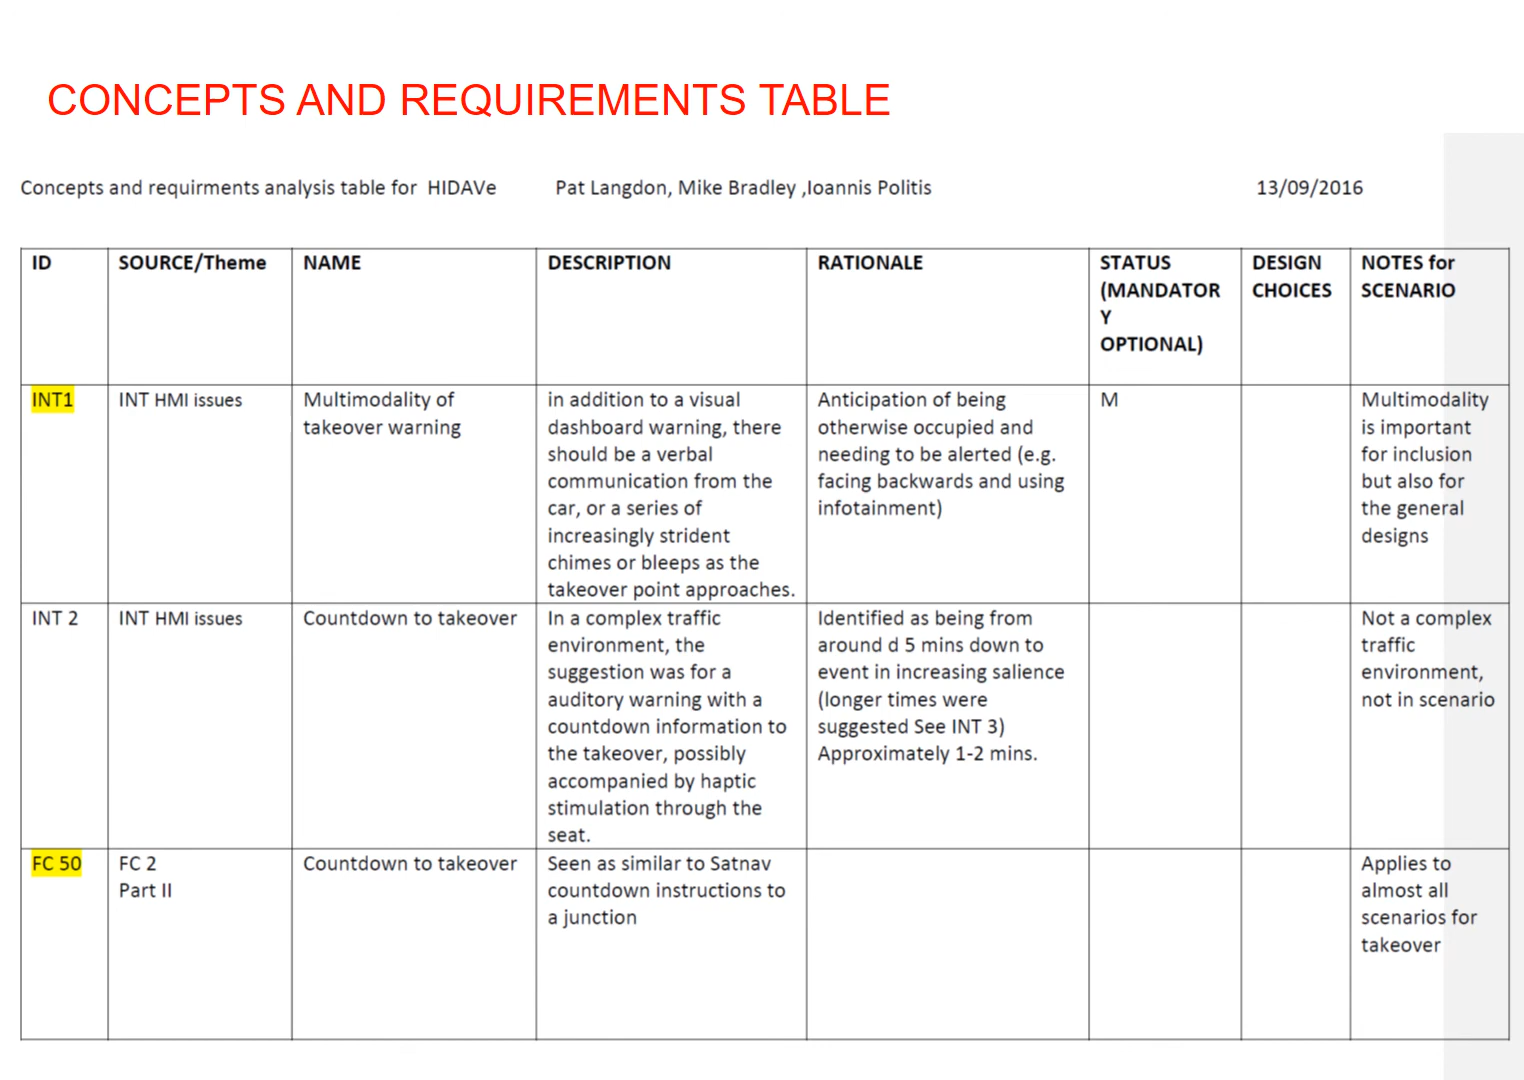 CONCEPTS AND REQUIREMENTS TABLE
Concepts and requirments analysis table for HIDAVe Pat Langdon, Mike Bradley ,Ioannis Politis 13/09/2016
ID
SOURCE/Theme
NAME
DESCRIPTION
RATIONALE
STATUS
(MANDATOR
Y
OPTIONAL)
DESIGN
CHOICES
NOTES for
SCENARIO
INT1
INT HMI issues
Multimodality of
takeover warning
in addition to a visual
dashboard warning, there
should be a verbal
communication from the
car, or a series of
increasingly strident
chimes or bleeps as the
takeover point approaches.
Anticipation of being
otherwise occupied and
needing to be alerted (e.g.
facing backwards and using
infotainment)
M
Multimodality
is important
for inclusion
but also for
the general
designs
INT 2
INT HMI issues
Countdown to takeover
In a complex traffic
environment, the
suggestion was for a
auditory warning with a
countdown information to
the takeover, possibly
accompanied by haptic
stimulation through the
seat.
Identified as being from
around d 5 mins down to
event in increasing salience
(longer times were
suggested See INT 3)
Approximately 1-2 mins.
Not a complex
traffic
environment,
not in scenario
FC 50
FC 2
Part II
Countdown to takeover
Seen as similar to Satnav
countdown instructions to
a junction
Applies to
almost all
scenarios for
takeover